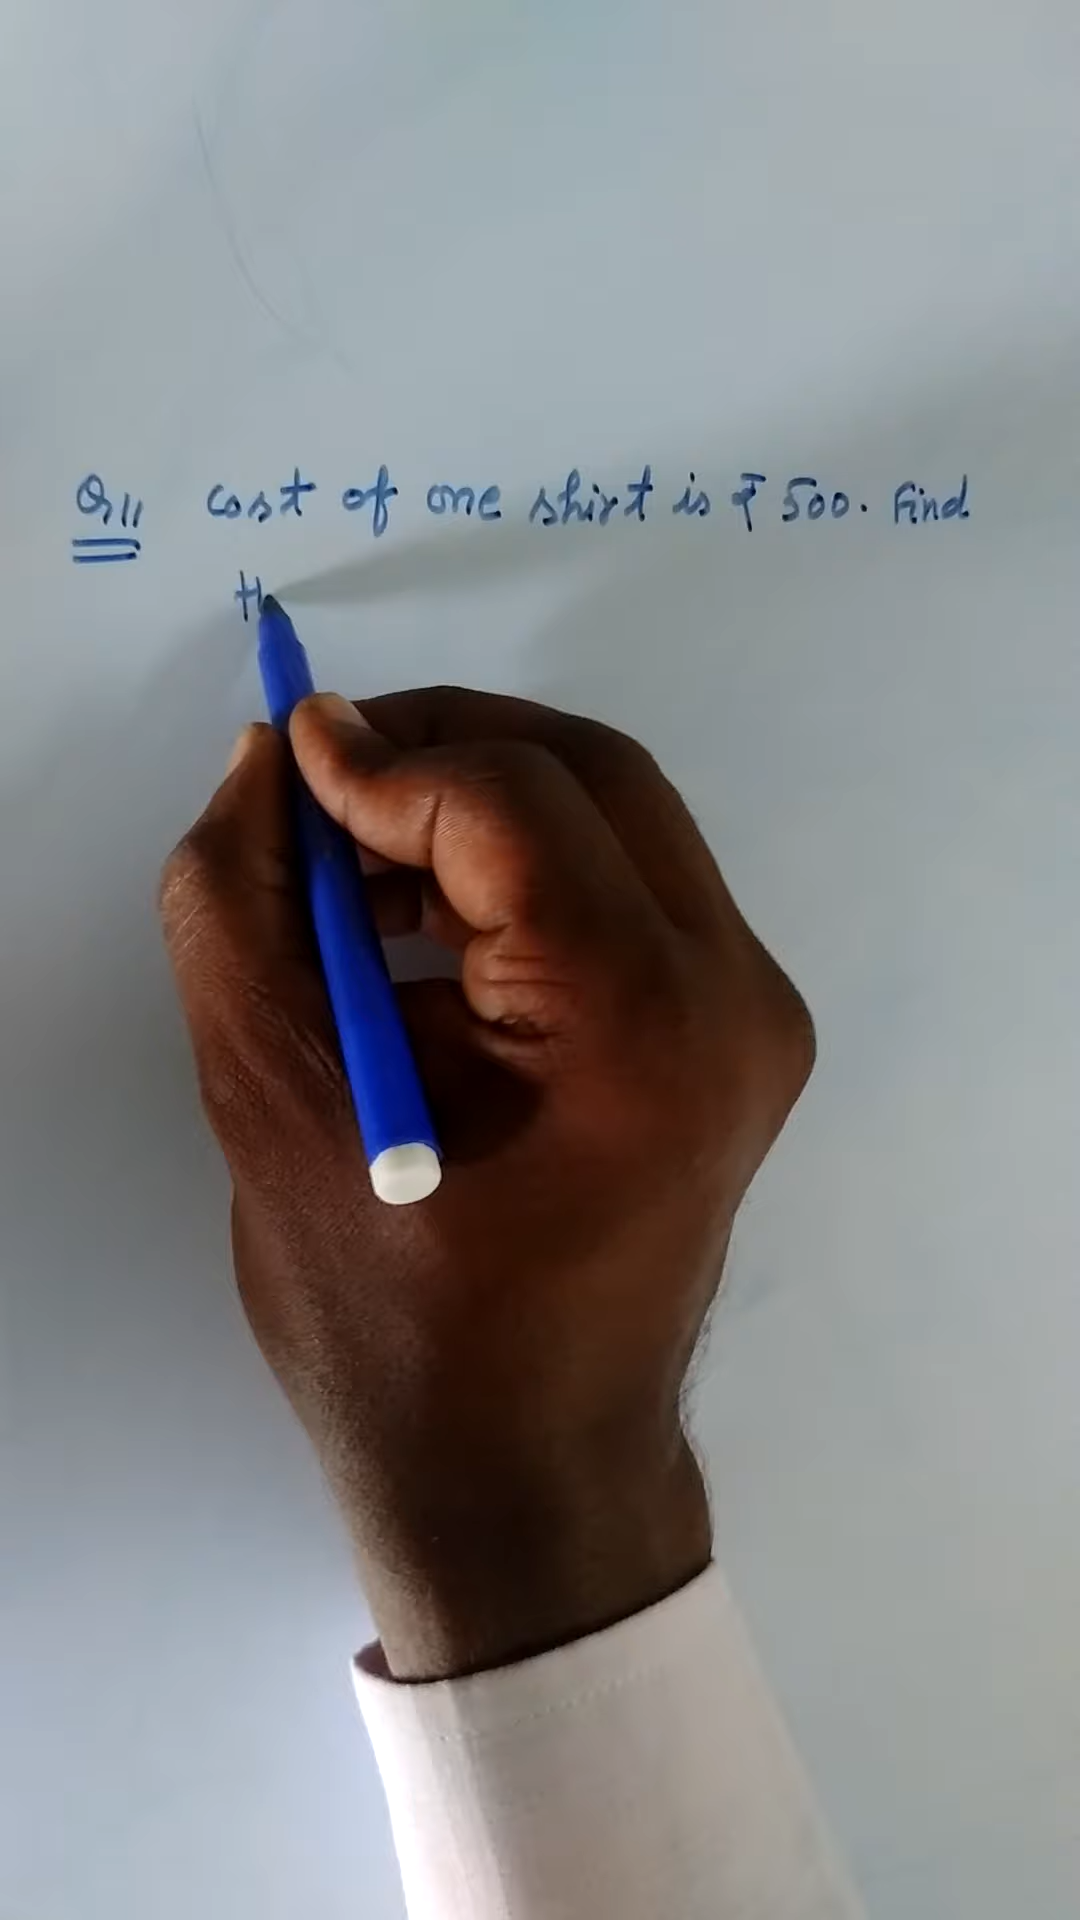 Q11 cost of one shirt is ₹ 500. Find